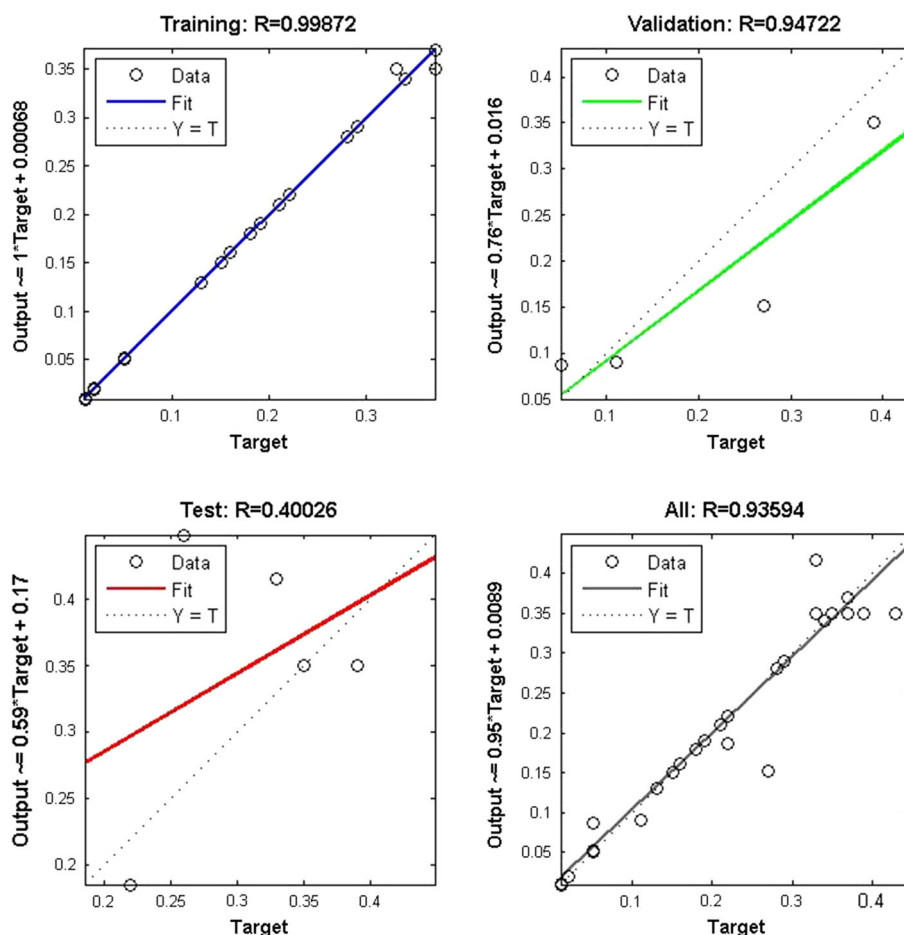 Training: R=0.99872
Output ~= 1*Target + 0.00068
0.35
0.3
0.25
0.2
0.15
0.1
0.05
Data
Fit
Y = T
0.1
0.2
0.3
Target
Validation: R=0.94722
Output ~= 0.76*Target + 0.016
0.4
0.35
0.3
0.25
0.2
0.15
0.1
0.05
Data
Fit
Y = T
0.1
0.2
0.3
0.4
Target
Test: R=0.40026
Output ~= 0.59*Target + 0.17
0.4
0.35
0.3
0.25
0.2
Data
Fit
Y = T
0.2
0.25
0.3
0.35
0.4
Target
All: R=0.93594
Output ~= 0.95*Target + 0.0089
0.4
0.35
0.3
0.25
0.2
0.15
0.1
0.05
Data
Fit
Y = T
0.1
0.2
0.3
0.4
Target